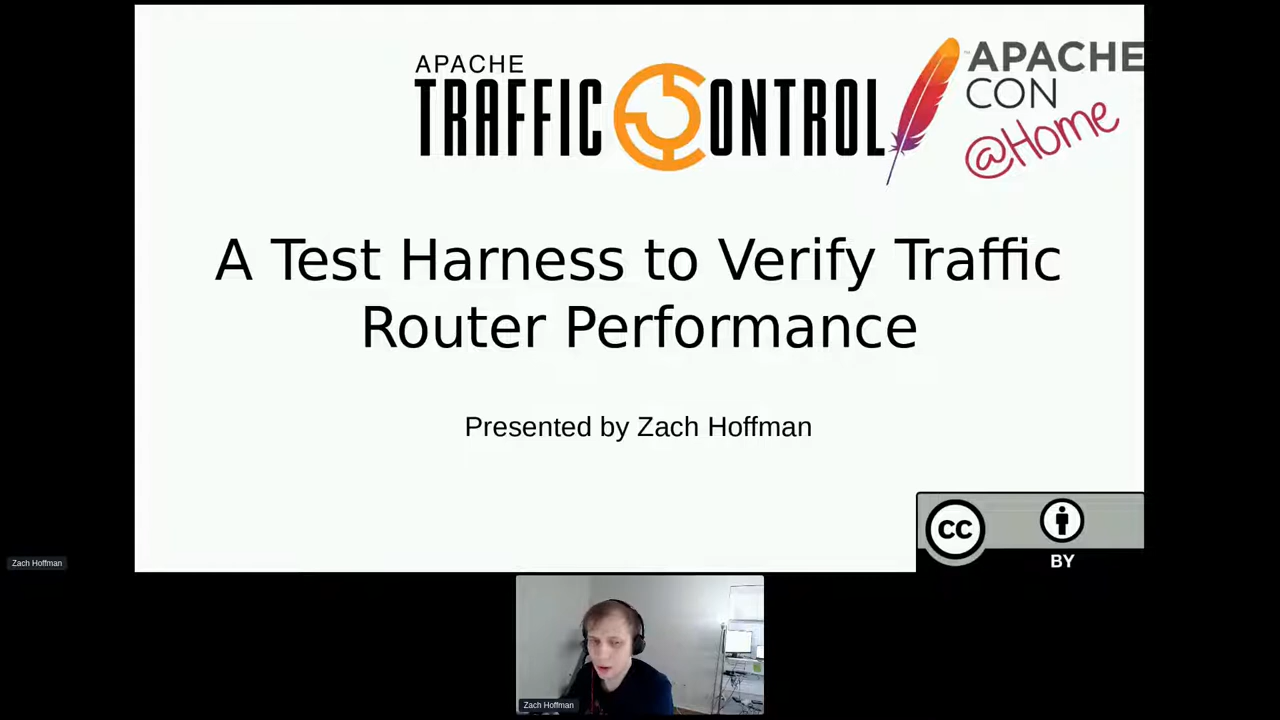 APACHE
TRAFFIC CONTROL
APACHE
CON
@Home
A Test Harness to Verify Traffic
Router Performance
Presented by Zach Hoffman
cc
BY
Zach Hoffman
Zach Hoffman